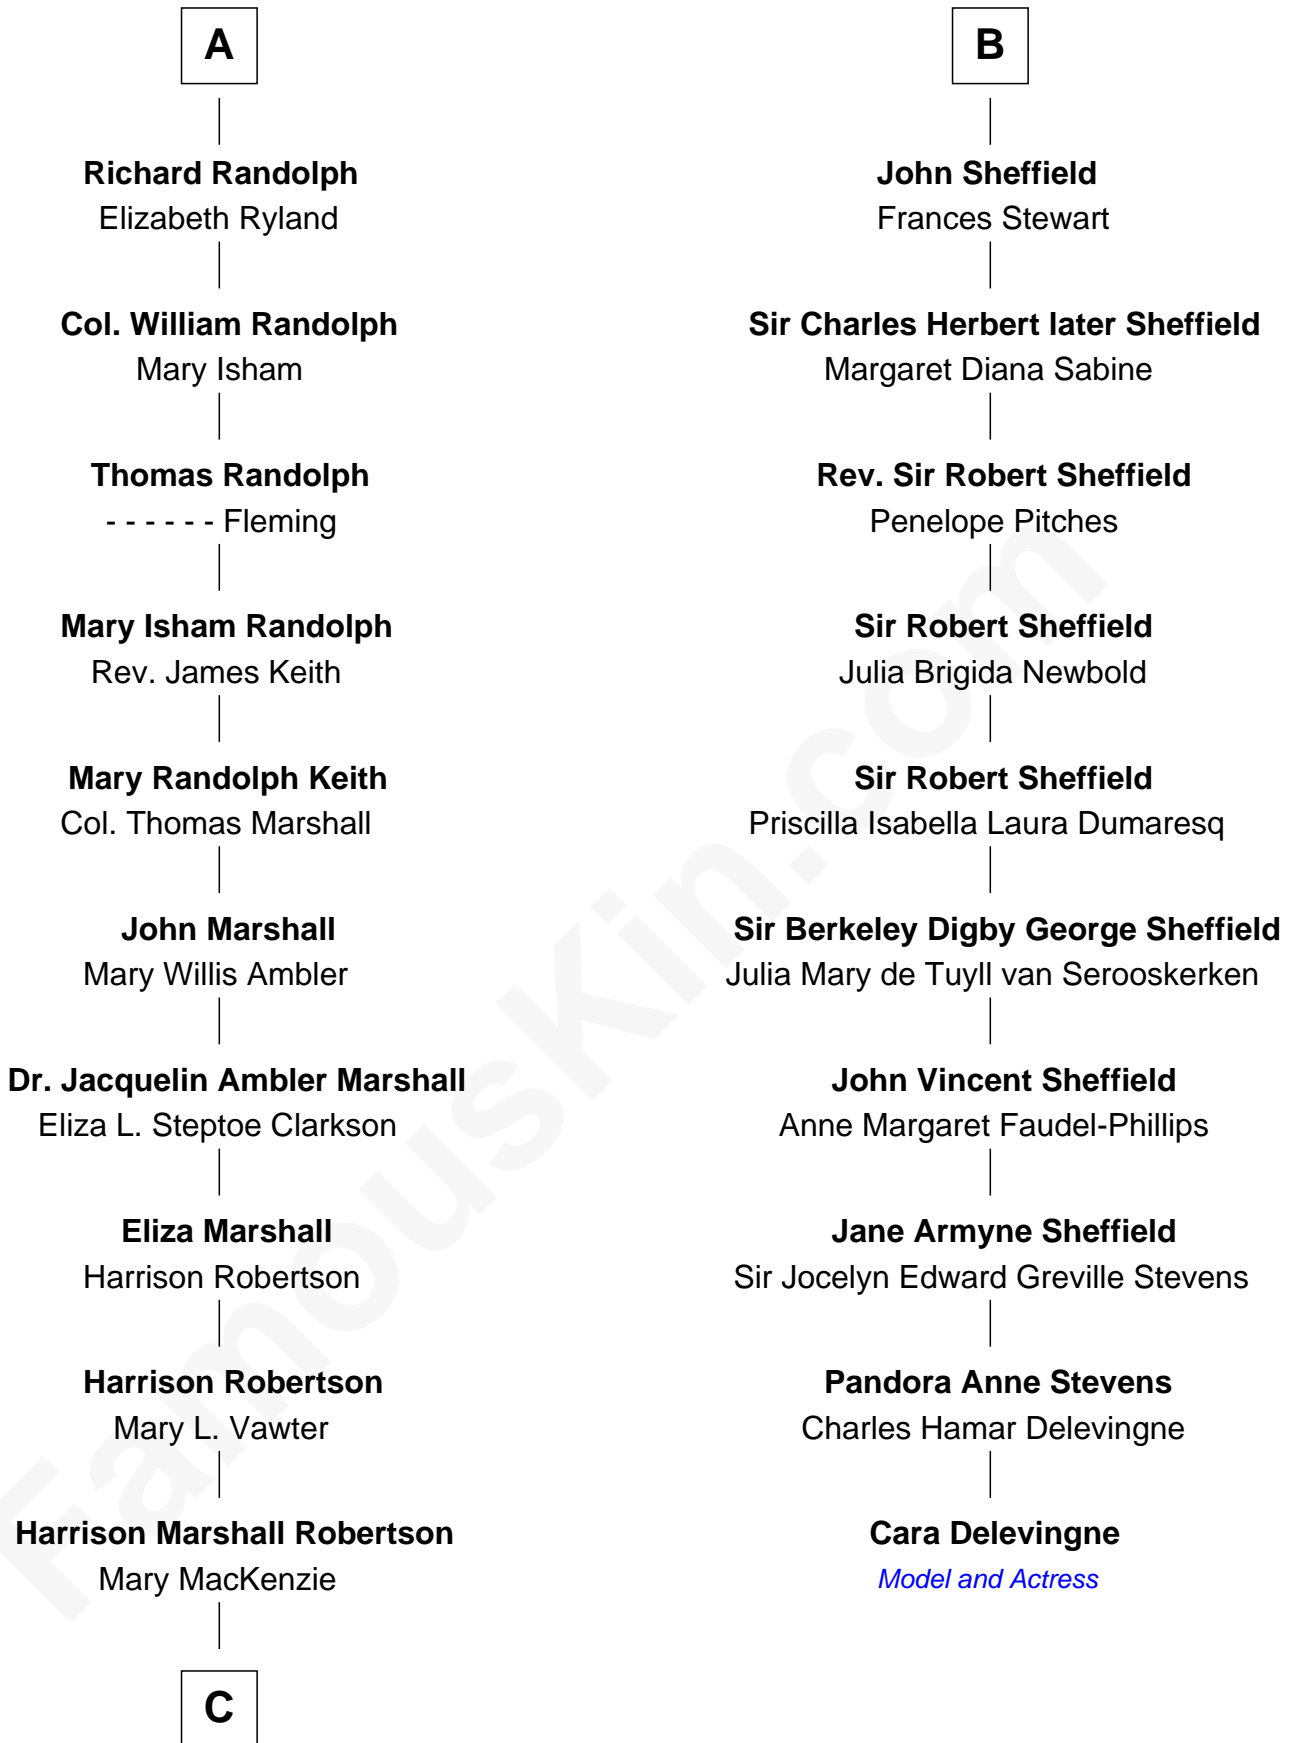 A
Richard Randolph
Elizabeth Ryland
Col. William Randolph
Mary Isham
Thomas Randolph
- - - - - - Fleming
Mary Isham Randolph
Rev. James Keith
Mary Randolph Keith
Col. Thomas Marshall
John Marshall
Mary Willis Ambler
Dr. Jacquelin Ambler Marshall
Eliza L. Steptoe Clarkson
Eliza Marshall
Harrison Robertson
Harrison Robertson
Mary L. Vawter
Harrison Marshall Robertson
Mary MacKenzie
C
B
John Sheffield
Frances Stewart
Sir Charles Herbert later Sheffield
Margaret Diana Sabine
Rev. Sir Robert Sheffield
Penelope Pitches
Sir Robert Sheffield
Julia Brigida Newbold
Sir Robert Sheffield
Priscilla Isabella Laura Dumaresq
Sir Berkeley Digby George Sheffield
Julia Mary de Tuyll van Serooskerken
John Vincent Sheffield
Anne Margaret Faudel-Phillips
Jane Armyne Sheffield
Sir Jocelyn Edward Greville Stevens
Pandora Anne Stevens
Charles Hamar Delevingne
Cara Delevingne
Model and Actress
FamousKin.com